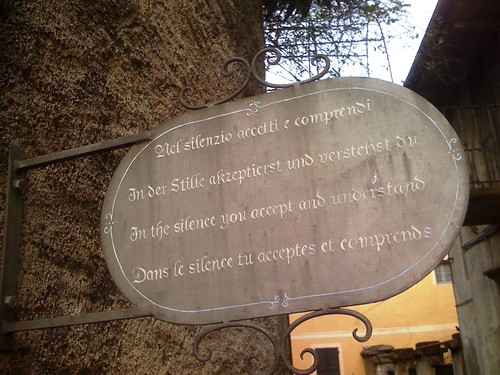 Nel silenzio accetti e comprendi
In der Stille akzeptierst und verstehst du
In the silence you accept and understand
Dans le silence tu acceptes et comprends